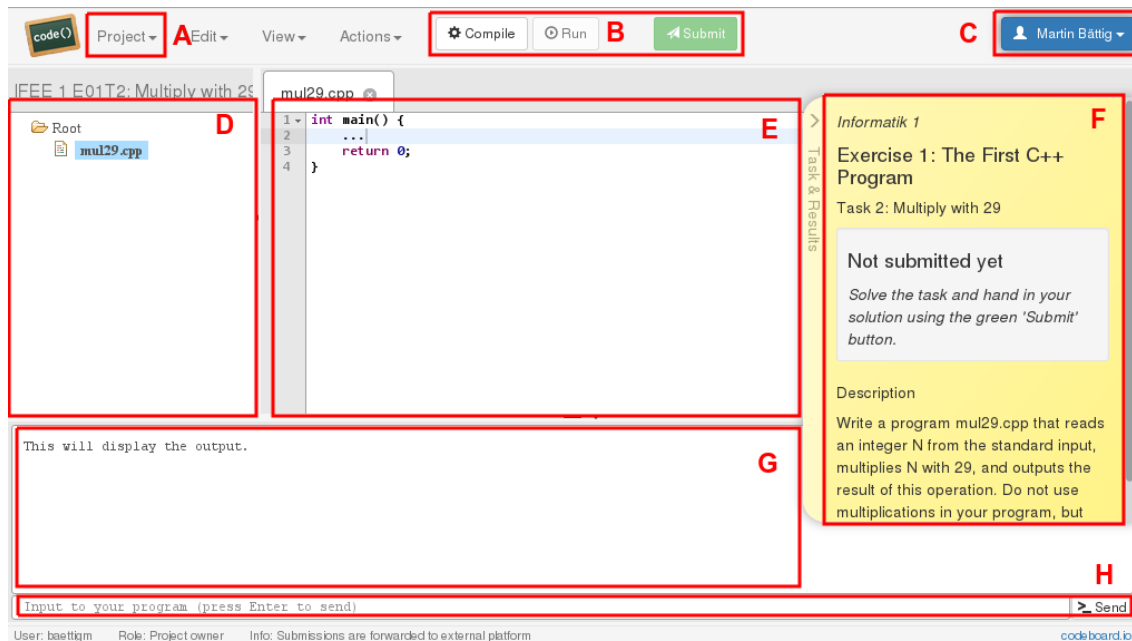 code()
Project
A
Edit
View
Actions
Compile
Run
B
Submit
C
Martin Bättig
IFEE 1 E01T2: Multiply with 29
mul29.cpp
D
Root
mul29.cpp
E
1 int main() {
2 ...
3 return 0;
4 }
Task & Results
F
Informatik 1
Exercise 1: The First C++
Program
Task 2: Multiply with 29
Not submitted yet
Solve the task and hand in your
solution using the green 'Submit'
button.
Description
Write a program mul29.cpp that reads
an integer N from the standard input,
multiplies N with 29, and outputs the
result of this operation. Do not use
multiplications in your program, but
This will display the output.
G
H
Input to your program (press Enter to send)
>_ Send
User: baettigm Role: Project owner Info: Submissions are forwarded to external platform
codeboard.io